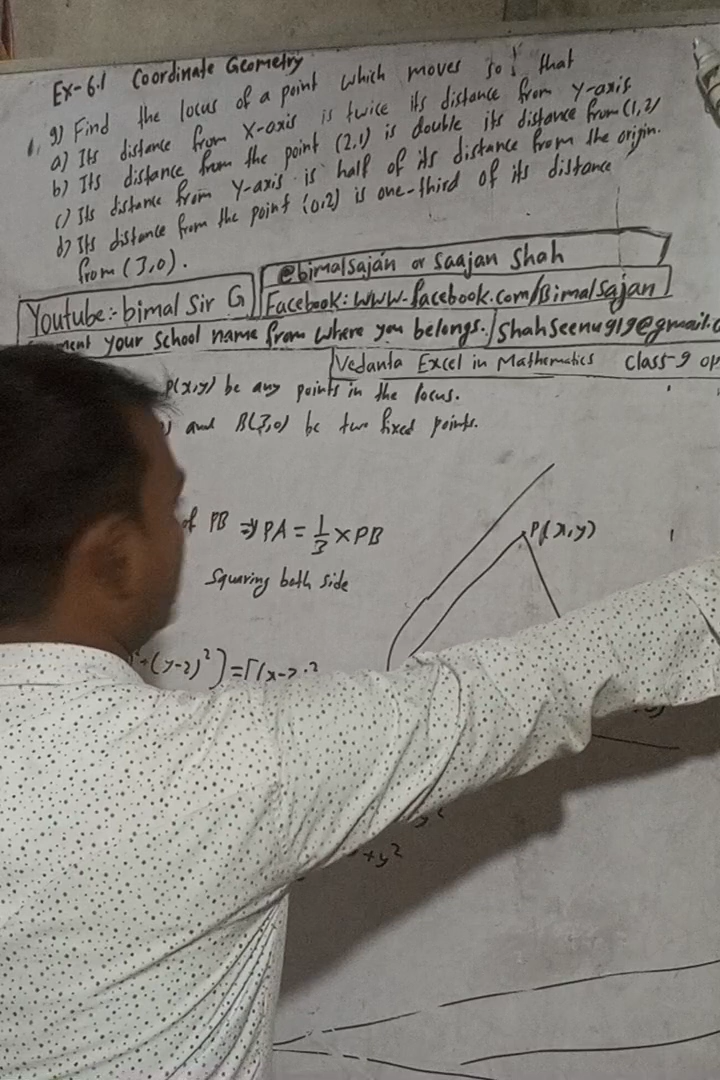 Ex-6.1 Coordinate Geometry
1. g) Find the locus of a point which moves so that
a) Its distance from X-axis is twice its distance from Y-axis
b) Its distance from the point (2,1) is double its distance from (1,2)
c) Its distance from Y-axis is half of its distance from the origin.
d) Its distance from the point (0,2) is one-third of its distance
from (3,0).
@bimalsajan or Saajan Shah
Youtube:- bimal Sir G
Facebook: www.facebook.com/Bimalsajan
your School name from where you belongs. / Shahseenu919@gmail.c
Vedanta Excel in Mathematics Class-9 op
P(x,y) be any points in the locus.
and B(3,0) be two fixed points.
of PB ⇒ PA = 1/3 × PB
P(x,y)
Squaring both side
+(y-2)²] = [(x-
+y²